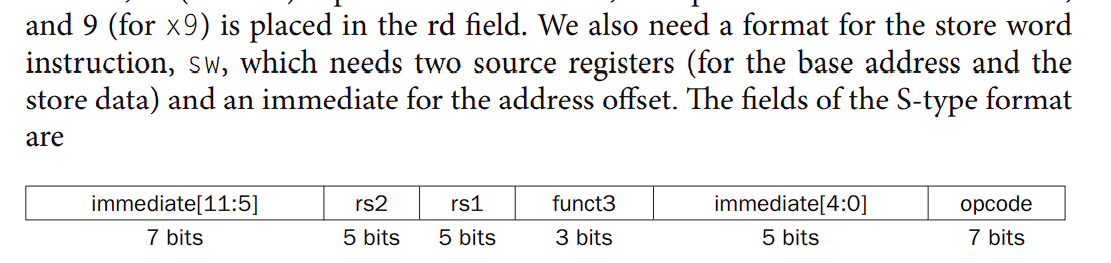 and 9 (for x9) is placed in the rd field. We also need a format for the store word
instruction, sw, which needs two source registers (for the base address and the
store data) and an immediate for the address offset. The fields of the S-type format
are
immediate[11:5] rs2 rs1 funct3 immediate[4:0] opcode
7 bits 5 bits 5 bits 3 bits 5 bits 7 bits